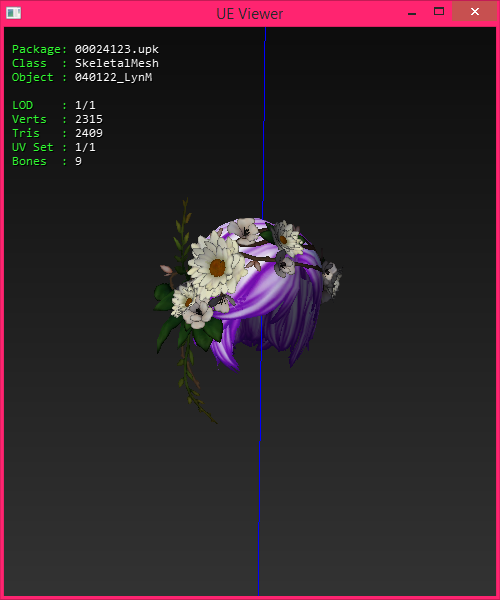 UE Viewer
Package: 00024123.upk
Class : SkeletalMesh
Object : 040122_LynM
LOD : 1/1
Verts : 2315
Tris : 2409
UV Set : 1/1
Bones : 9